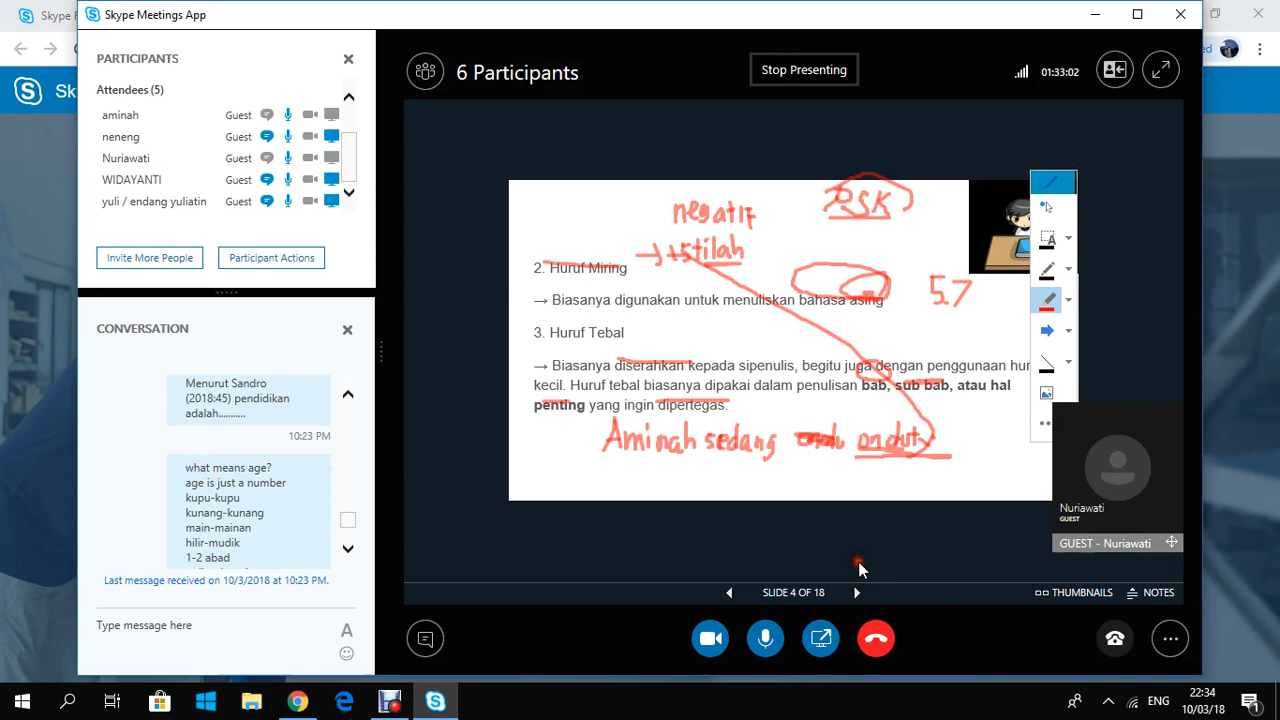 Skype
Skype Meetings App
ed
Sky
PARTICIPANTS
Attendees (5)
aminah Guest
neneng Guest
Nuriawati Guest
WIDAYANTI Guest
yuli / endang yuliatin Guest
Invite More People
Participant Actions
CONVERSATION
Menurut Sandro
(2018:45) pendidikan
adalah...........
10:23 PM
what means age?
age is just a number
kupu-kupu
kunang-kunang
main-mainan
hilir-mudik
1-2 abad
Last message received on 10/3/2018 at 10:23 PM.
Type message here
A
6 Participants
Stop Presenting
01:33:02
negatif
PSK
→ istilah
2. Huruf Miring
→ Biasanya digunakan untuk menuliskan bahasa asing
57
3. Huruf Tebal
→ Biasanya diserahkan kepada sipenulis, begitu juga dengan penggunaan hur
kecil. Huruf tebal biasanya dipakai dalam penulisan bab, sub bab, atau hal
penting yang ingin dipertegas.
Aminah sedang
A
Nuriawati
GUEST
GUEST - Nuriawati
SLIDE 4 OF 18
THUMBNAILS
NOTES
ENG
22:34
10/03/18
1